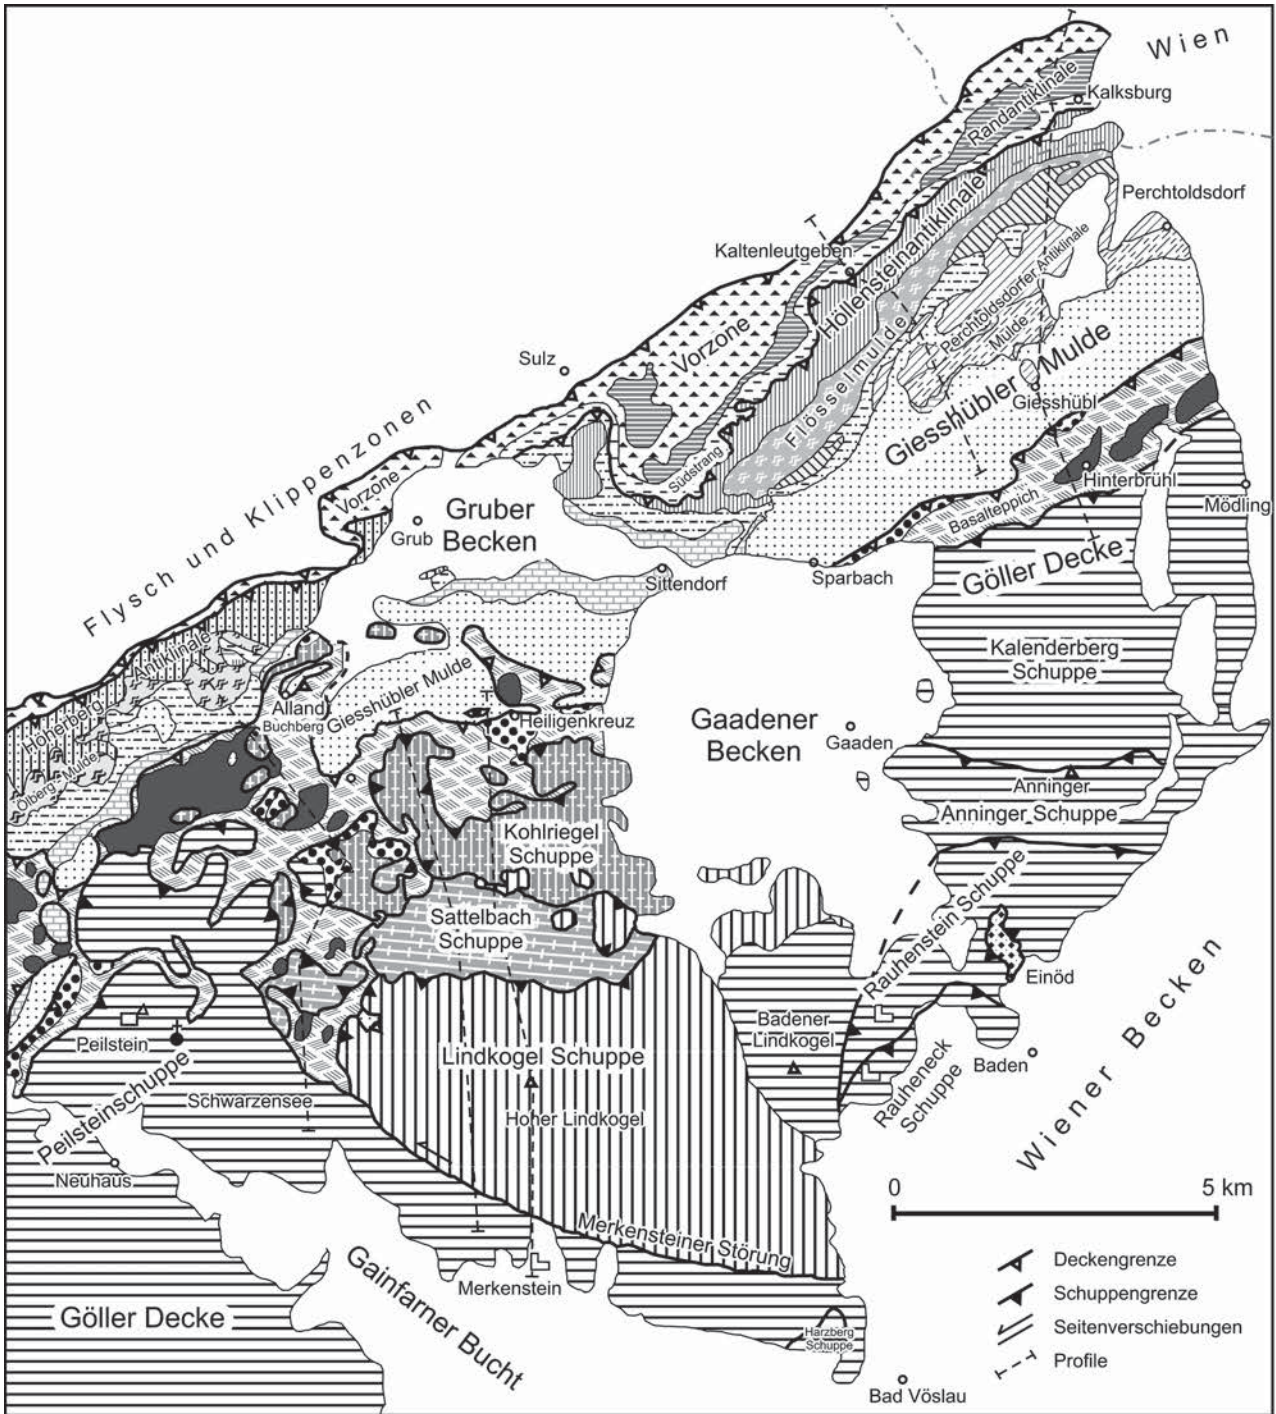 Wien
Kalksburg
Randantiklinale
Perchtoldsdorf
Kaltenleutgeben
Höllensteinantiklinale
Perchtoldsdorfer Antiklinale
Mulde
Vorzone
Sulz
Flösselmulde
Giesshübler Mulde
Giesshübl
Südstrang
Flysch und Klippenzonen
Vorzone
Grub
Gruber
Becken
Basalteppich
Hinterbrühl
Mödling
Göller Decke
Sittendorf
Sparbach
Kalenderberg
Schuppe
Höherberg
Antiklinale
Ölberg - Mulde
Alland
Buchberg
Giesshübler Mulde
Heiligenkreuz
Gaadener
Becken
Gaaden
Anninger
Anninger Schuppe
Kohlriegel
Schuppe
Sattelbach
Schuppe
Rauhenstein Schuppe
Einöd
Badener
Lindkogel
Baden
Rauheneck
Schuppe
Wiener Becken
Peilstein
Peilsteinschuppe
Schwarzensee
Neuhaus
Lindkogel Schuppe
Hoher Lindkogel
Merkensteiner Störung
Merkenstein
Gainfarner Bucht
Göller Decke
Harzberg
Schuppe
Bad Vöslau
0 5 km
Deckengrenze
Schuppengrenze
Seitenverschiebungen
Profile